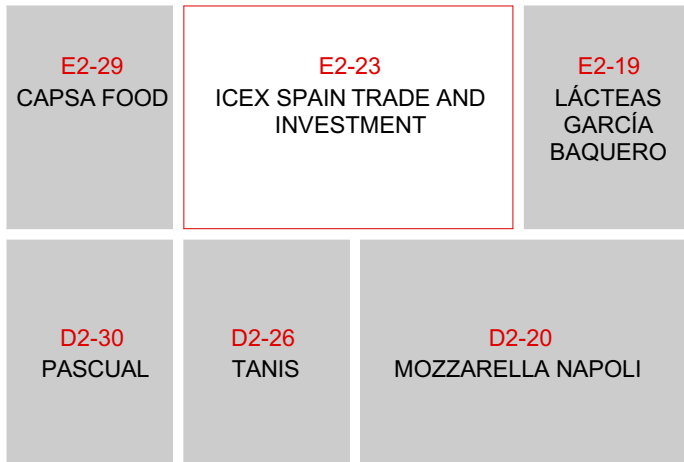 E2-29
CAPSA FOOD
E2-23
ICEX SPAIN TRADE AND
INVESTMENT
E2-19
LÁCTEAS
GARCÍA
BAQUERO
D2-30
PASCUAL
D2-26
TANIS
D2-20
MOZZARELLA NAPOLI